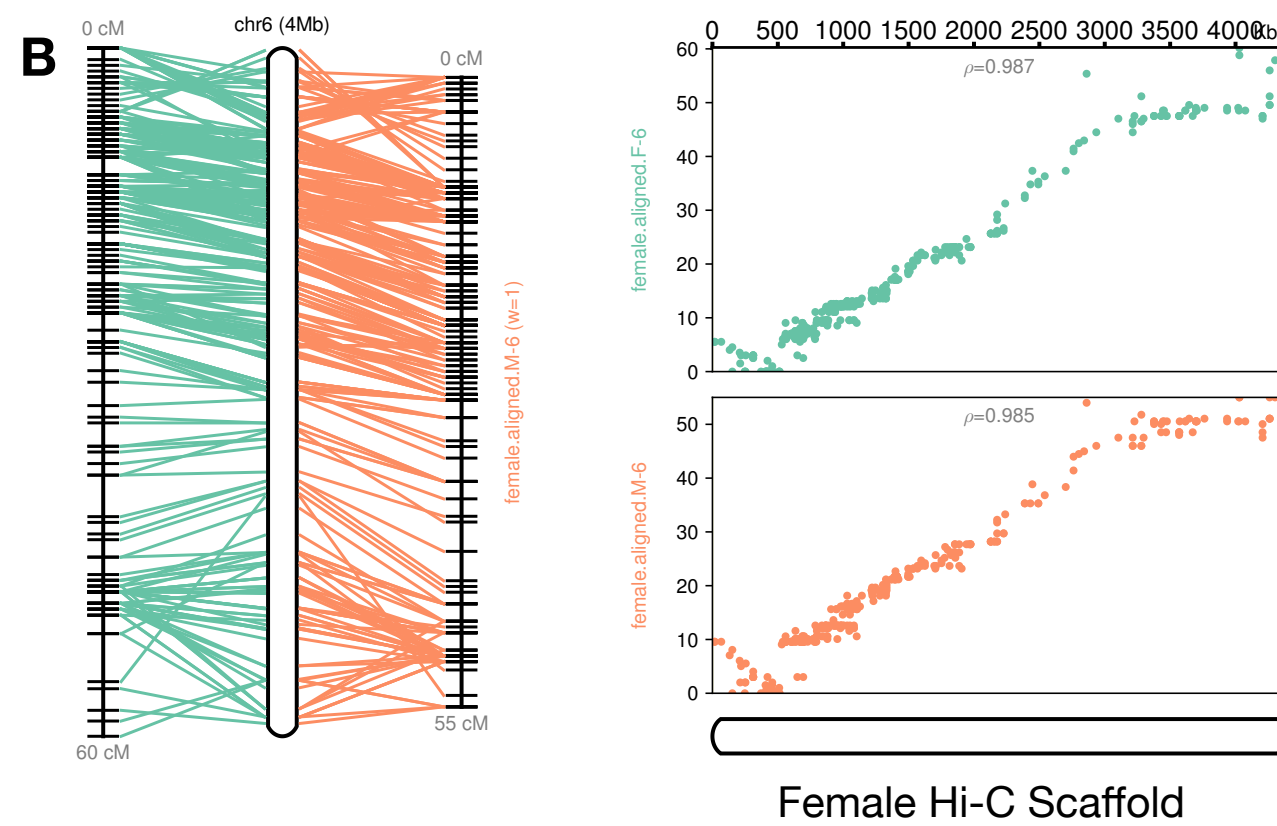 B
0 cM
chr6 (4Mb)
0 cM
female.aligned.M-6 (w=1)
60 cM
55 cM
0 500 1000 1500 2000 2500 3000 3500 4000
ρ=0.987
60
50
40
30
20
10
0
female.aligned.F-6
ρ=0.985
50
40
30
20
10
0
female.aligned.M-6
Female Hi-C Scaffold